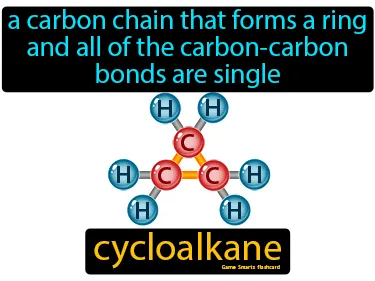 a carbon chain that forms a ring
and all of the carbon-carbon
bonds are single
H H
C
H C C H
H H
cycloalkane
Game Smarts flashcard